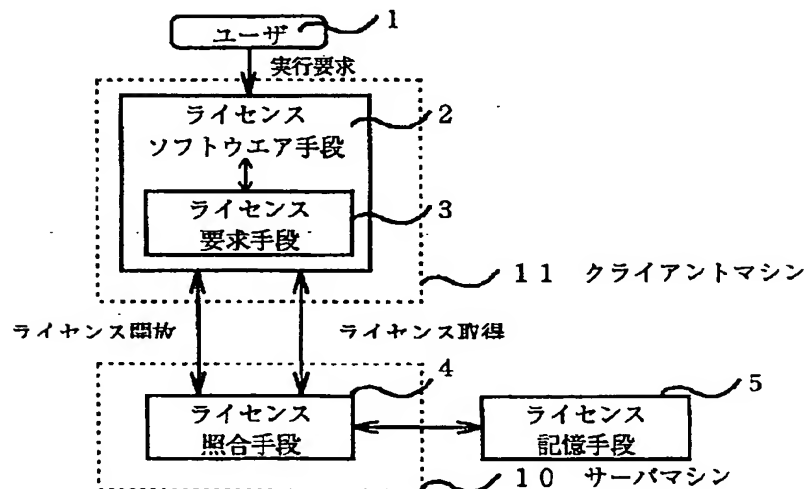 ユーザ
1
実行要求
ライセンス
ソフトウエア手段
2
ライセンス
要求手段
3
11 クライアントマシン
ライセンス開放
ライセンス取得
ライセンス
照合手段
4
ライセンス
記憶手段
5
10 サーバマシン